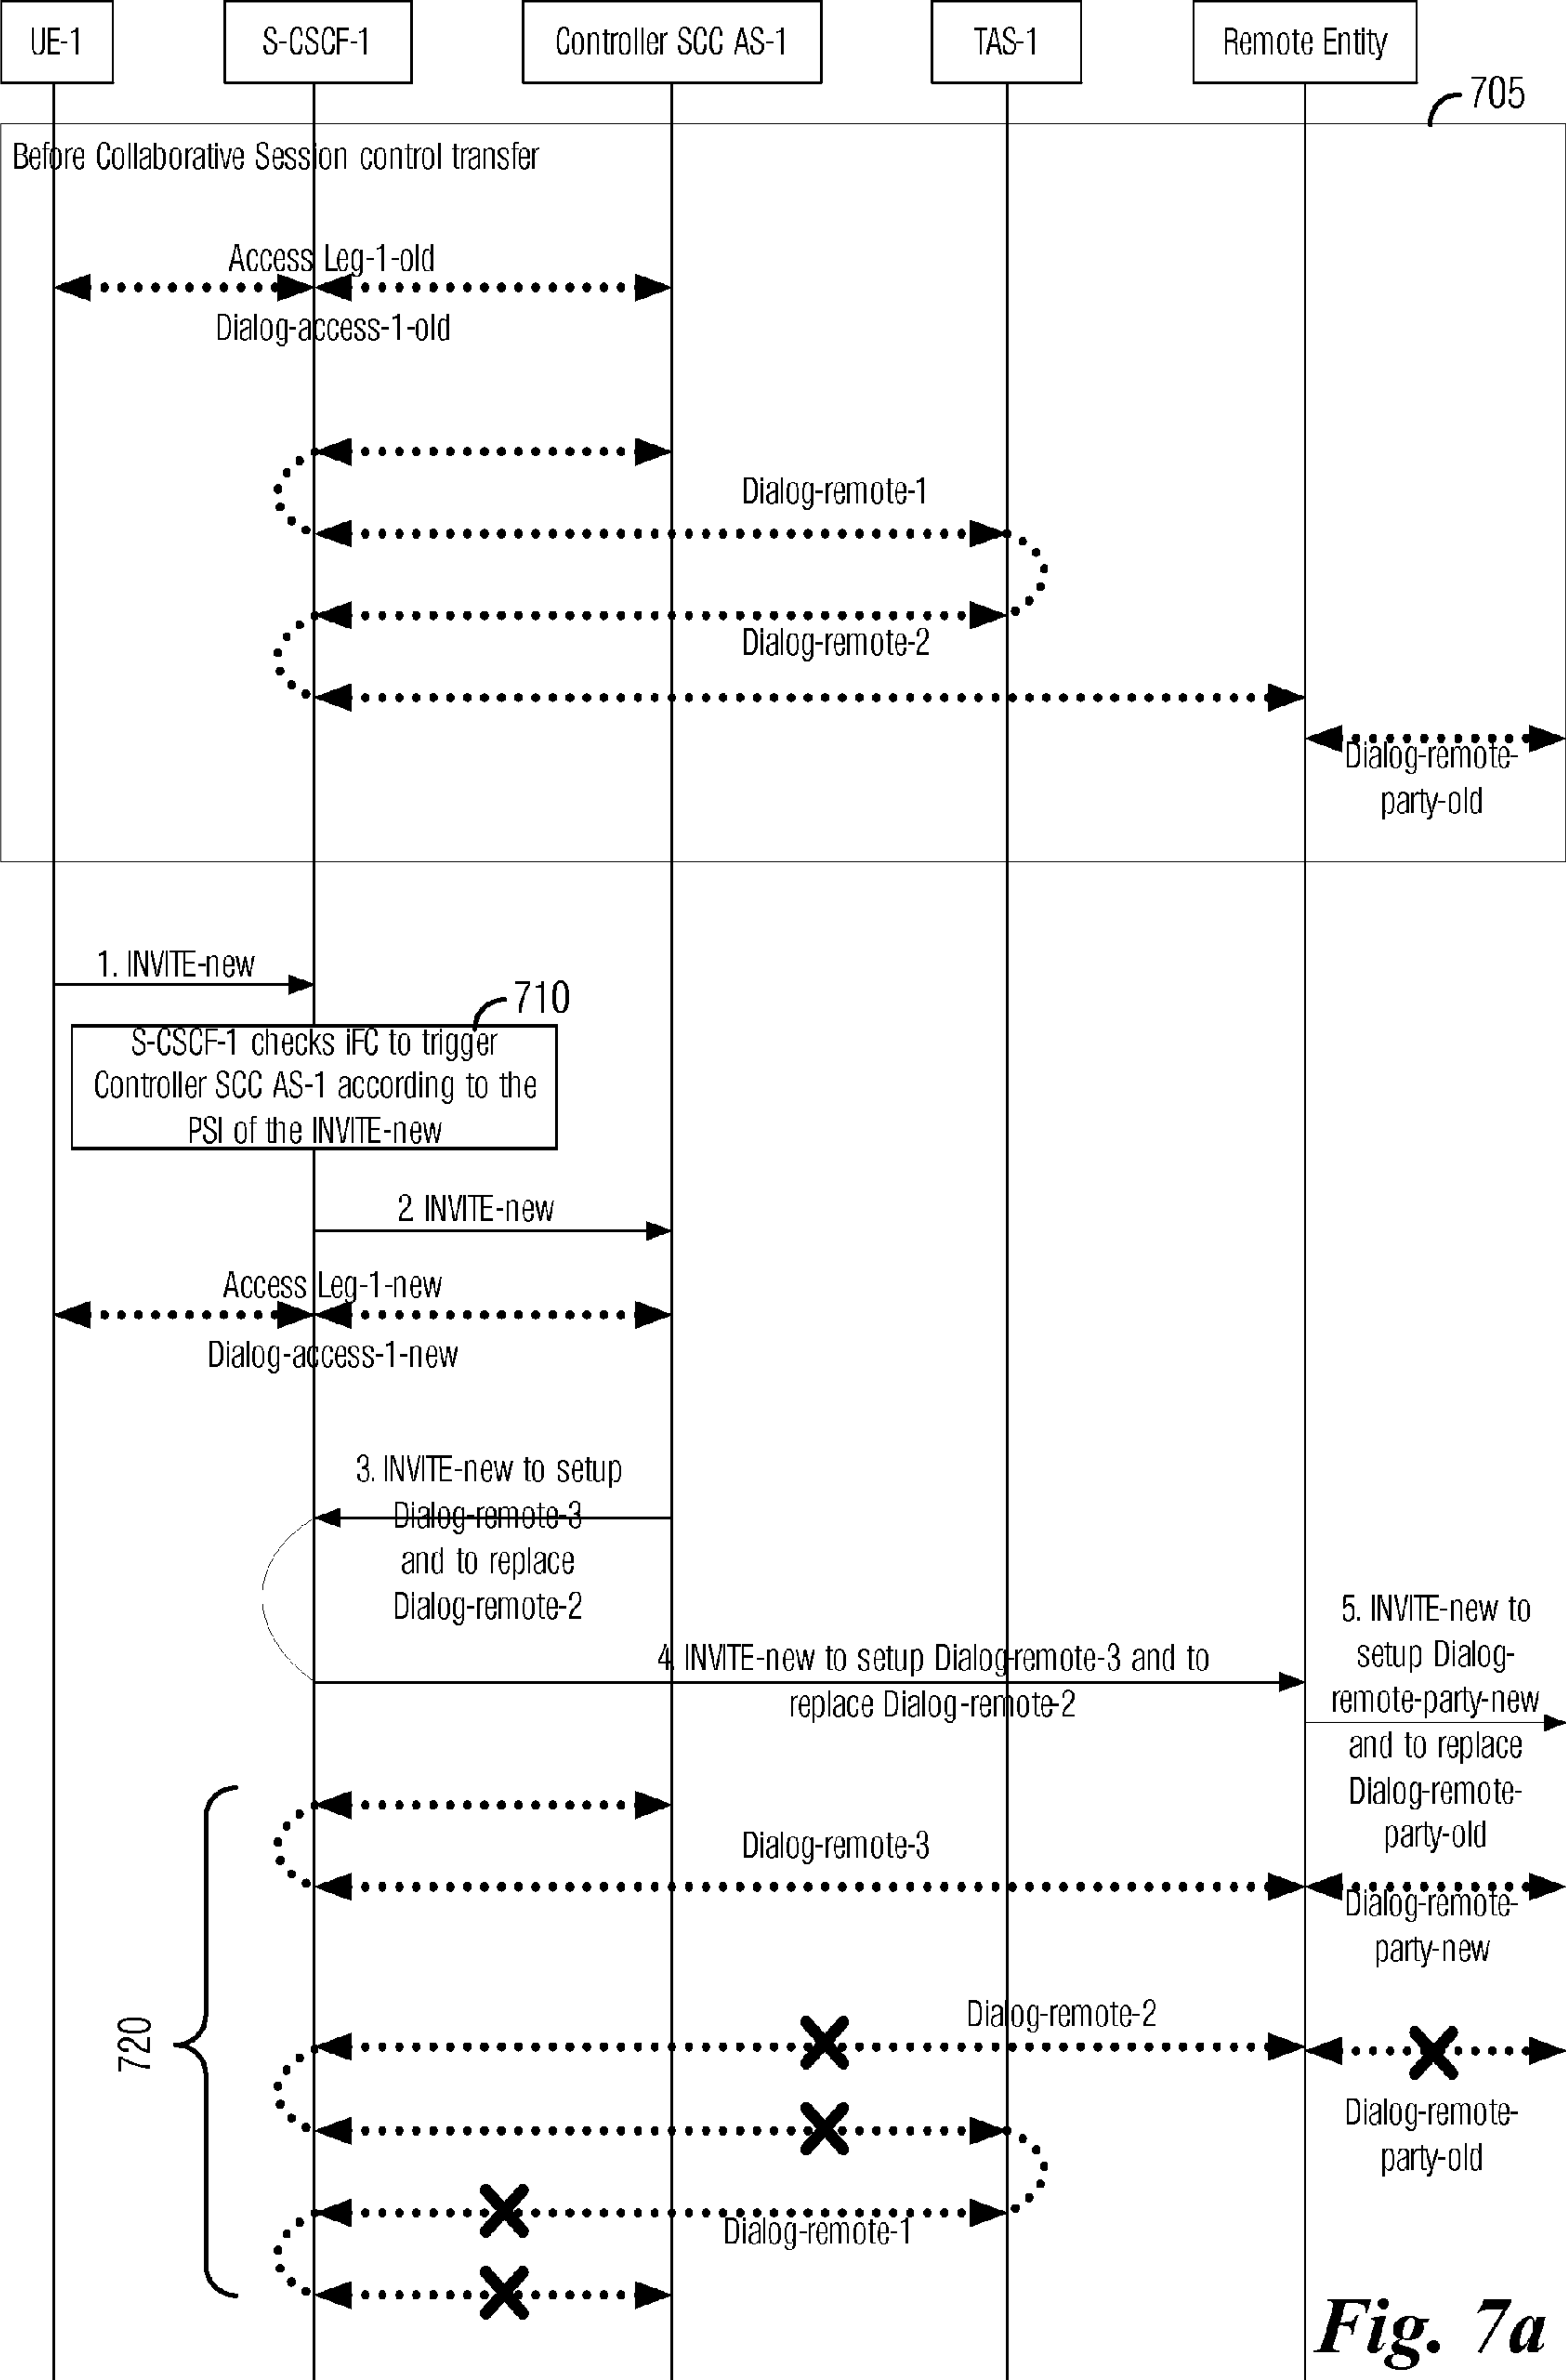 UE-1
S-CSCF-1
Controller SCC AS-1
TAS-1
Remote Entity
705
Before Collaborative Session control transfer
Access Leg-1-old
Dialog-access-1-old
Dialog-remote-1
Dialog-remote-2
Dialog-remote-
party-old
1. INVITE-new
710
S-CSCF-1 checks iFC to trigger
Controller SCC AS-1 according to the
PSI of the INVITE-new
2 INVITE-new
Access Leg-1-new
Dialog-access-1-new
3. INVITE-new to setup
Dialog-remote-3
and to replace
Dialog-remote-2
4. INVITE-new to setup Dialog-remote-3 and to
replace Dialog-remote-2
5. INVITE-new to
setup Dialog-
remote-party-new
and to replace
Dialog-remote-
party-old
Dialog-remote-3
Dialog-remote-
party-new
720
Dialog-remote-2
Dialog-remote-
party-old
Dialog-remote-1
Fig. 7a